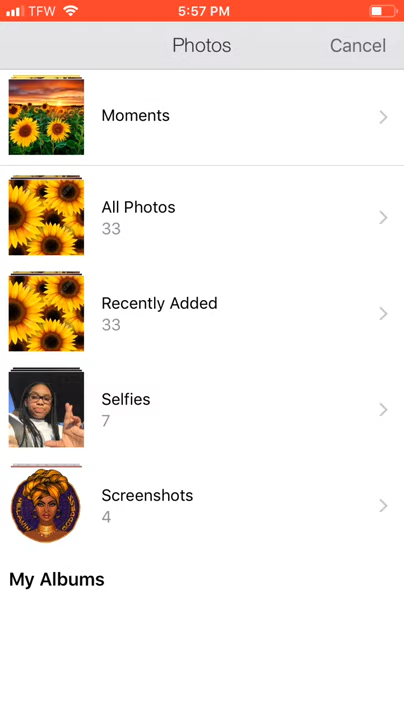 TFW 5:57 PM
Photos Cancel
Moments
All Photos
33
Recently Added
33
Selfies
7
Screenshots
4
My Albums